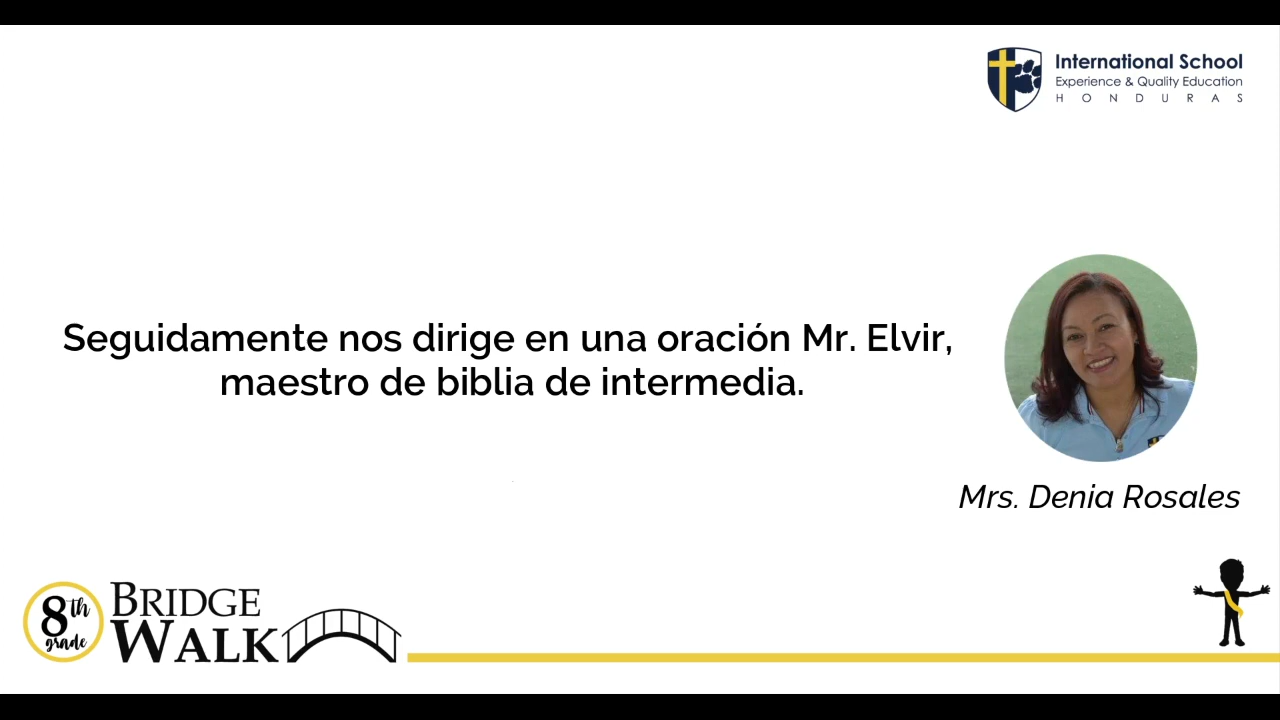 International School
Experience & Quality Education
HONDURAS
Seguidamente nos dirige en una oración Mr. Elvir,
maestro de biblia de intermedia.
Mrs. Denia Rosales
8th
grade
BRIDGE
WALK